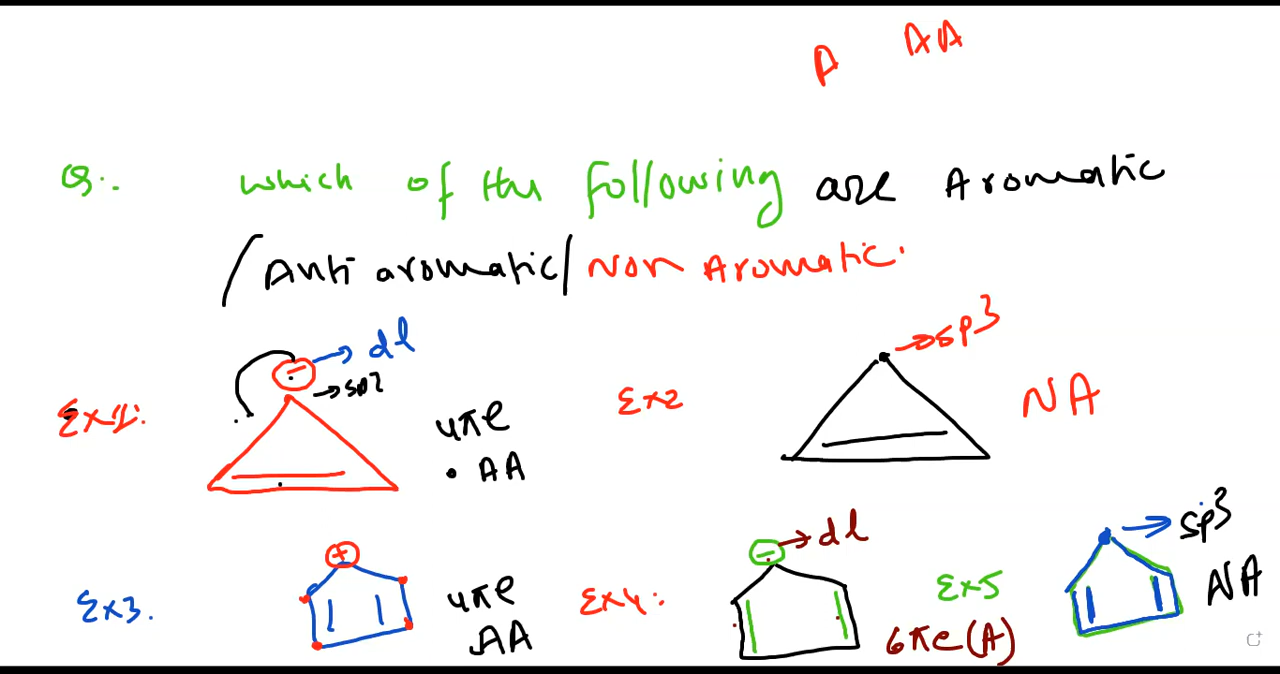 A AA
Q:. which of the following are Aromatic
/Anti aromatic/Non Aromatic.
⊖ → dl
→ sp2
→ sp3
Ex1:
4πe
• AA
Ex2
NA
Ex3.
⊕
4πe
AA
Ex4:
⊖ → dl
6πe(A)
Ex5
→ sp3
NA